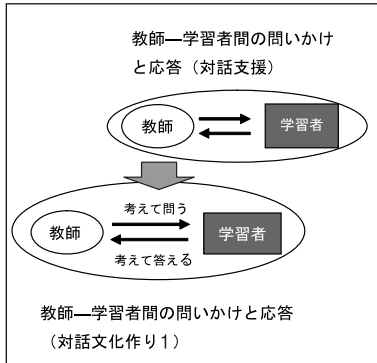 教師―学習者間の問いかけ
と応答（対話支援）
教師
学習者
考えて問う
教師
学習者
考えて答える
教師―学習者間の問いかけと応答
（対話文化作り１）